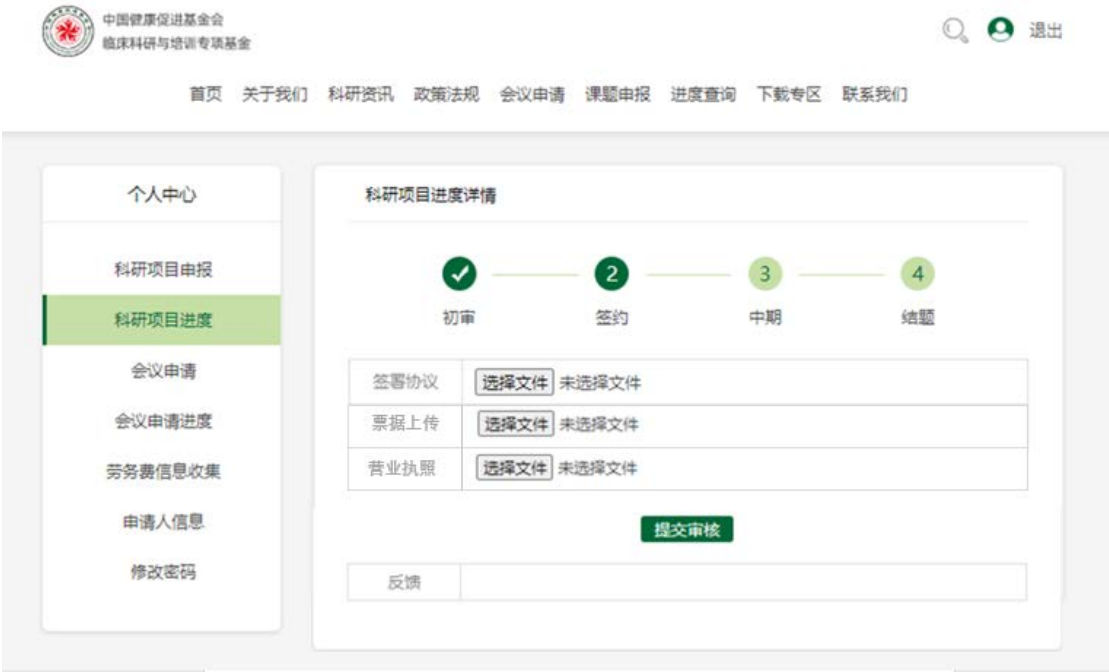 中国健康促进基金会
临床科研与培训专项基金
退出
首页 关于我们 科研资讯 政策法规 会议申请 课题申报 进度查询 下载专区 联系我们
个人中心
科研项目申报
科研项目进度
会议申请
会议申请进度
劳务费信息收集
申请人信息
修改密码
科研项目进度详情
2 3 4
初审 签约 中期 结题
签署协议 选择文件 未选择文件
票据上传 选择文件 未选择文件
营业执照 选择文件 未选择文件
提交审核
反馈